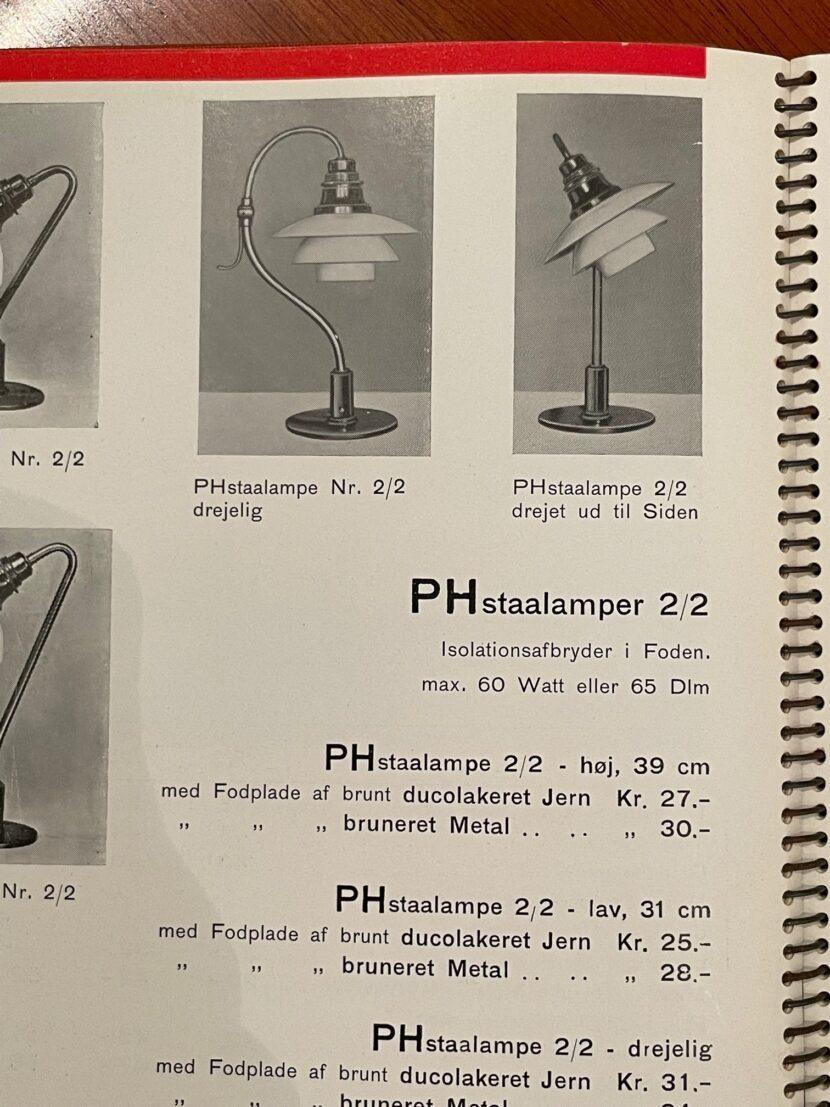 Nr. 2/2
PHstaalampe Nr. 2/2
drejelig
PHstaalampe 2/2
drejet ud til Siden
Nr. 2/2
PHstaalamper 2/2
Isolationsafbryder i Foden.
max. 60 Watt eller 65 Dlm
PHstaalampe 2/2 - høj, 39 cm
med Fodplade af brunt ducolakeret Jern Kr. 27.-
„ „ „ bruneret Metal .. .. „ 30.-
PHstaalampe 2/2 - lav, 31 cm
med Fodplade af brunt ducolakeret Jern Kr. 25.-
„ „ „ bruneret Metal .. .. „ 28.-
PHstaalampe 2/2 - drejelig
med Fodplade af brunt ducolakeret Jern Kr. 31.-
„ „ „ bruneret Metal